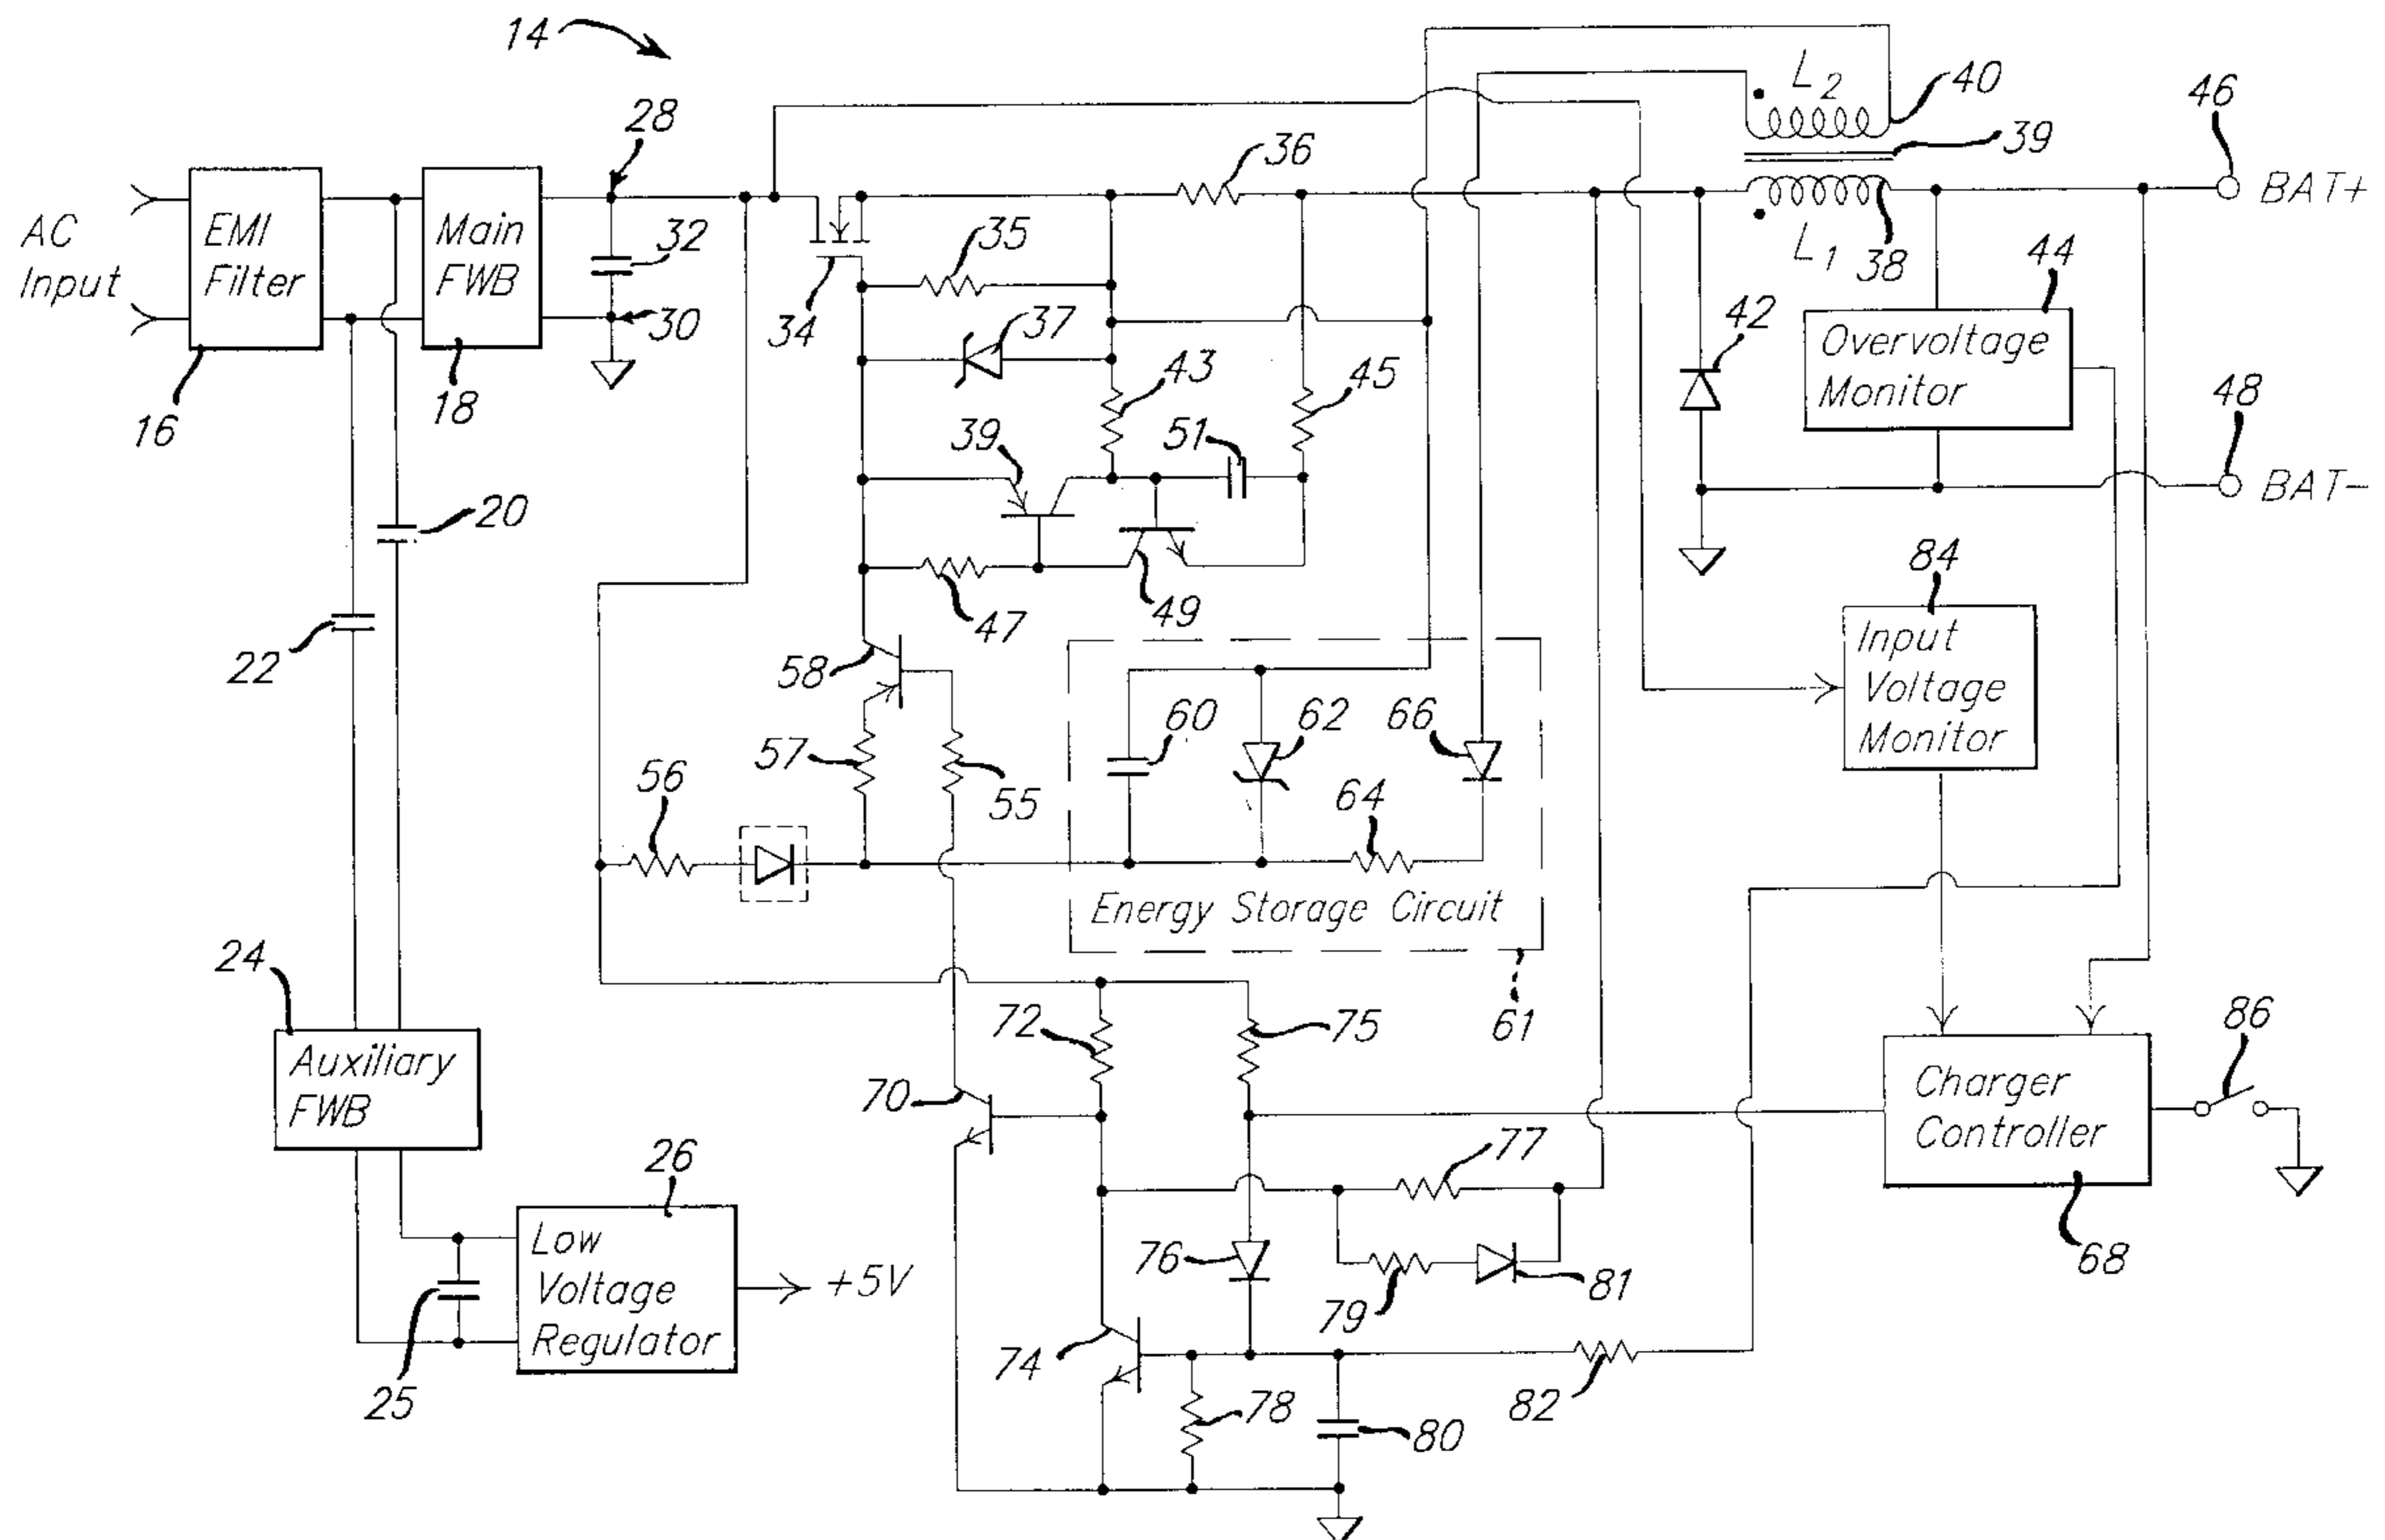 14
L2
40
46
BAT+
28
36
39
AC
Input
EMI
Filter
Main
FWB
32
35
L1
38
44
30
34
37
42
Overvoltage
Monitor
16
18
43
45
48
BAT-
39
51
20
49
47
84
22
58
Input
Voltage
Monitor
60
62
66
57
56
55
64
Energy Storage Circuit
24
61
72
75
86
Auxiliary
FWB
70
Charger
Controller
26
77
68
Low
Voltage
Regulator
+5V
76
79
81
25
74
78
80
82